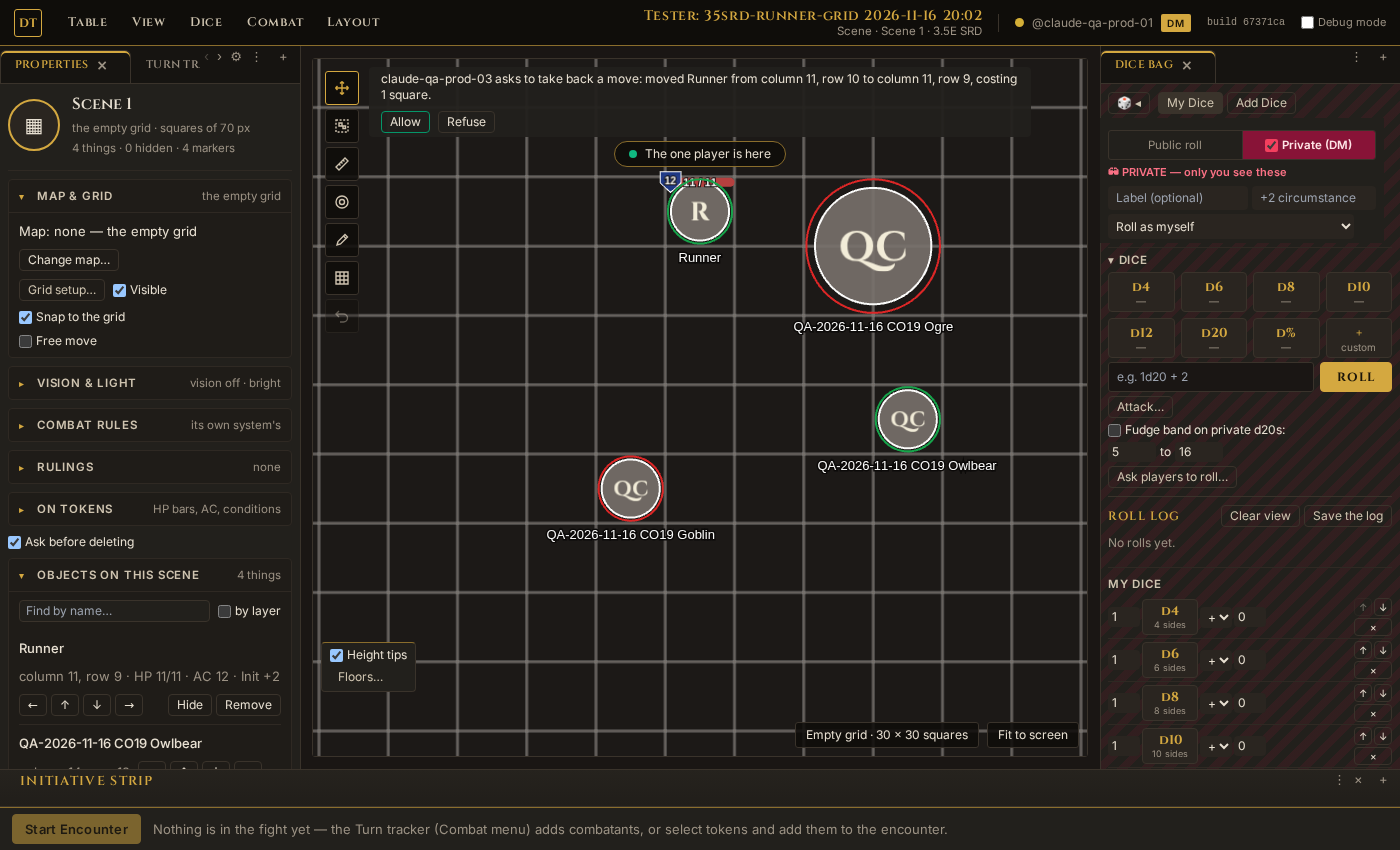 DT
TABLE
VIEW
DICE
COMBAT
LAYOUT
TESTER: 35SRD-RUNNER-GRID 2026-11-16 20:02
Scene · Scene 1 · 3.5E SRD
@claude-qa-prod-01
DM
build 67371ca
Debug mode
PROPERTIES
TURN TR
SCENE 1
the empty grid · squares of 70 px
4 things · 0 hidden · 4 markers
MAP & GRID
the empty grid
Map: none — the empty grid
Change map...
Grid setup...
Visible
Snap to the grid
Free move
VISION & LIGHT
vision off · bright
COMBAT RULES
its own system's
RULINGS
none
ON TOKENS
HP bars, AC, conditions
Ask before deleting
OBJECTS ON THIS SCENE
4 things
Find by name...
by layer
Runner
column 11, row 9 · HP 11/11 · AC 12 · Init +2
Hide
Remove
QA-2026-11-16 CO19 Owlbear
claude-qa-prod-03 asks to take back a move: moved Runner from column 11, row 10 to column 11, row 9, costing
1 square.
Allow
Refuse
The one player is here
12
11 / 11
R
Runner
QC
QA-2026-11-16 CO19 Ogre
QC
QA-2026-11-16 CO19 Owlbear
QC
QA-2026-11-16 CO19 Goblin
Height tips
Floors...
Empty grid · 30 × 30 squares
Fit to screen
DICE BAG
My Dice
Add Dice
Public roll
Private (DM)
PRIVATE — only you see these
Label (optional)
+2 circumstance
Roll as myself
DICE
D4
—
D6
—
D8
—
D10
—
D12
—
D20
—
D%
—
+
custom
e.g. 1d20 + 2
ROLL
Attack...
Fudge band on private d20s:
5 to 16
Ask players to roll...
ROLL LOG
Clear view
Save the log
No rolls yet.
MY DICE
1
D4
4 sides
+
0
1
D6
6 sides
+
0
1
D8
8 sides
+
0
1
D10
10 sides
+
0
INITIATIVE STRIP
Start Encounter
Nothing is in the fight yet — the Turn tracker (Combat menu) adds combatants, or select tokens and add them to the encounter.